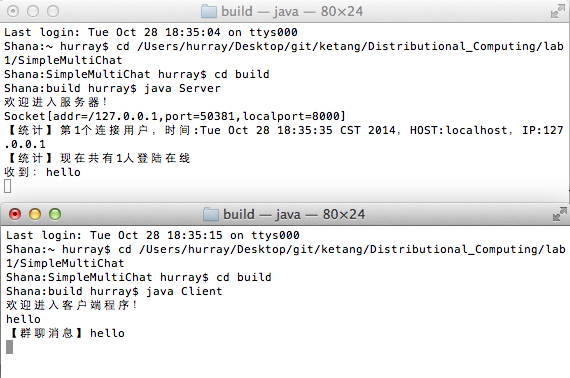 build — java — 80×24
Last login: Tue Oct 28 18:35:04 on ttys000
Shana:~ hurray$ cd /Users/hurray/Desktop/git/ketang/Distributional_Computing/lab
1/SimpleMultiChat
Shana:SimpleMultiChat hurray$ cd build
Shana:build hurray$ java Server
欢迎进入服务器！
Socket[addr=/127.0.0.1,port=50381,localport=8000]
【统计】第1个连接用户，时间:Tue Oct 28 18:35:35 CST 2014，HOST:localhost，IP:127
.0.0.1
【统计】现在共有1人登陆在线
收到：hello
build — java — 80×24
Last login: Tue Oct 28 18:35:15 on ttys000
Shana:~ hurray$ cd /Users/hurray/Desktop/git/ketang/Distributional_Computing/lab
1/SimpleMultiChat
Shana:SimpleMultiChat hurray$ cd build
Shana:build hurray$ java Client
欢迎进入客户端程序！
hello
【群聊消息】hello